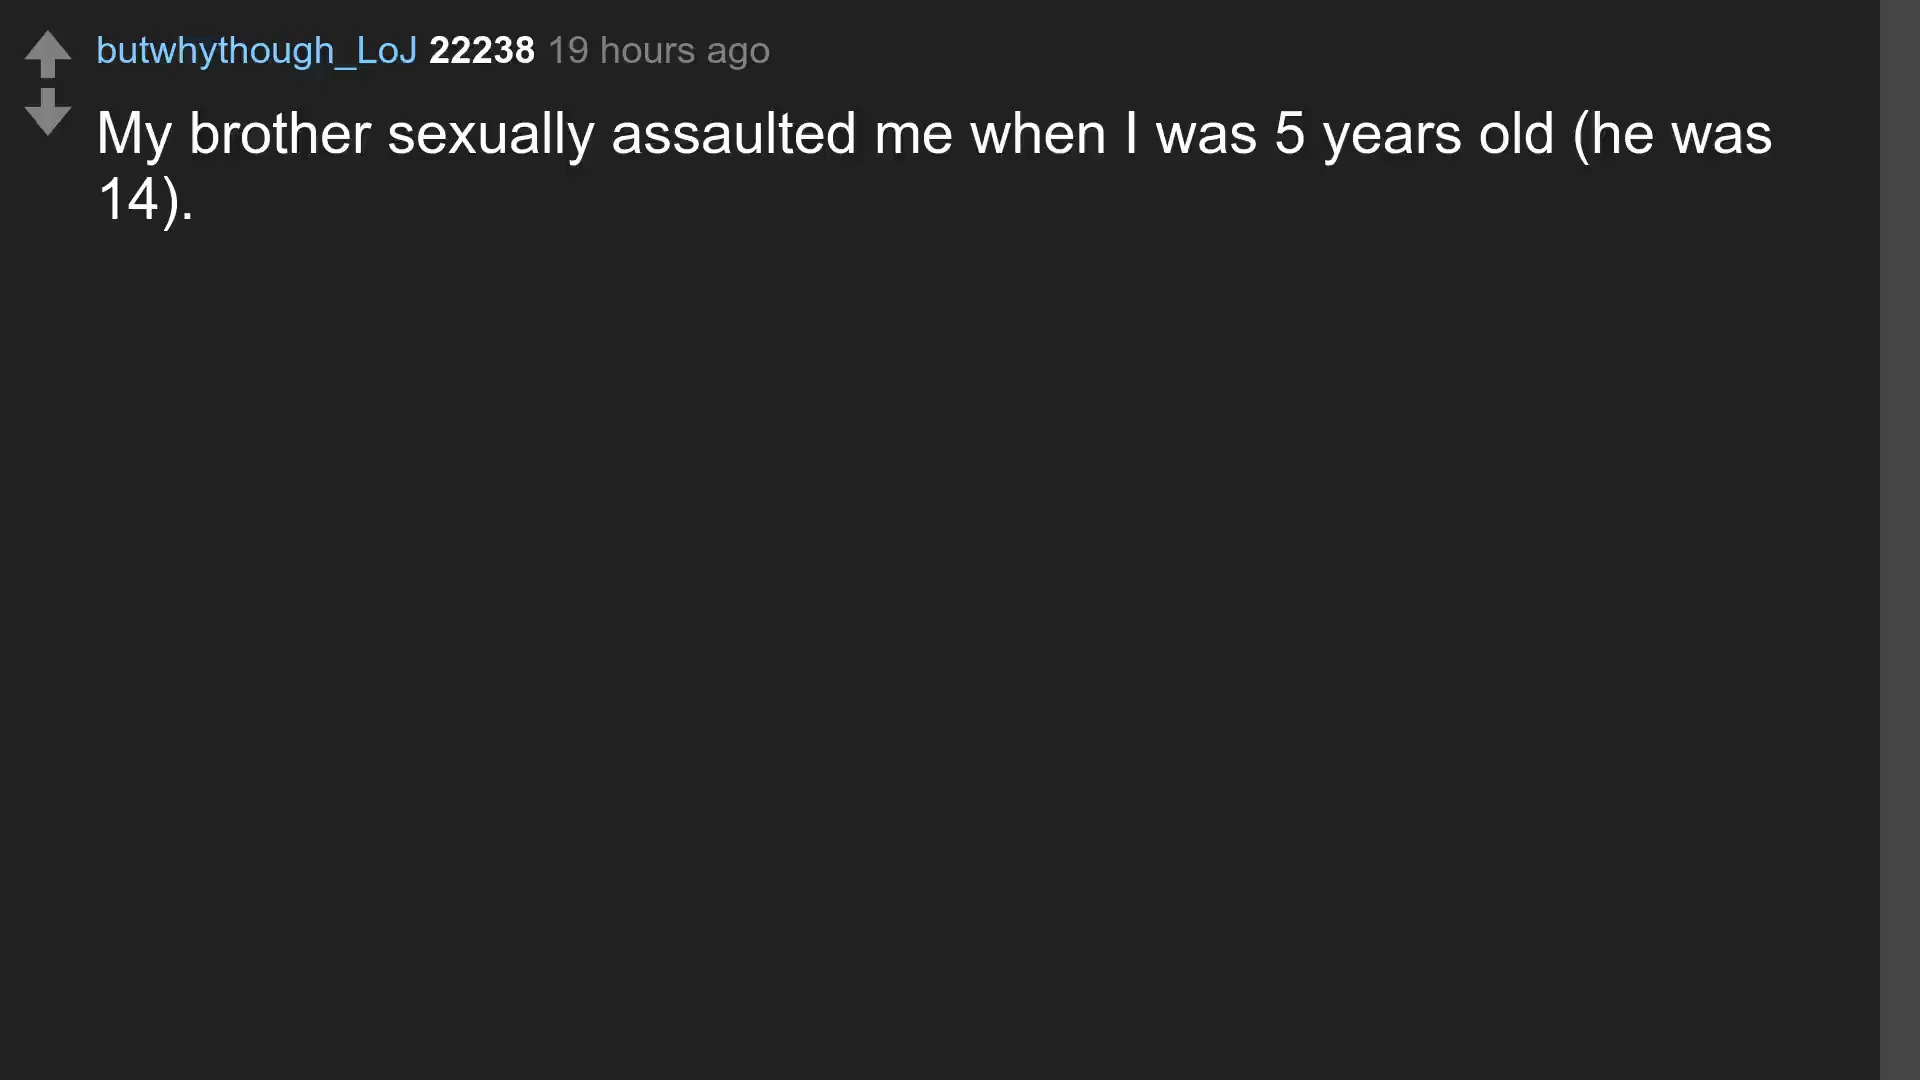 butwhythough_LoJ 22238 19 hours ago
My brother sexually assaulted me when I was 5 years old (he was
14).